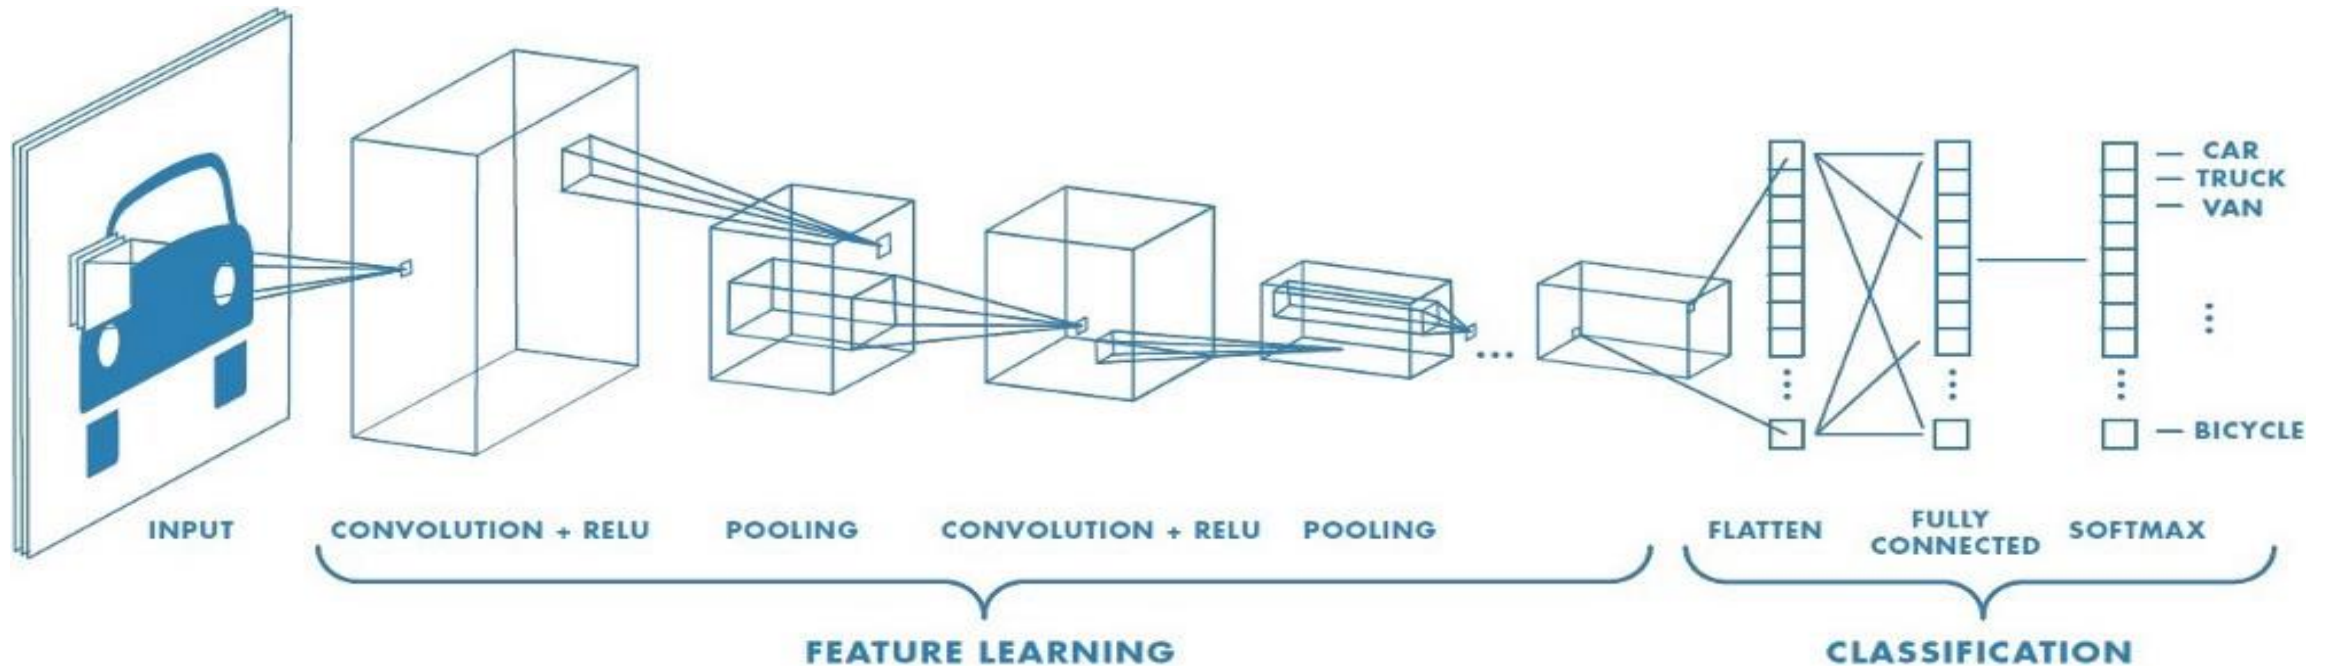 CAR
TRUCK
VAN
BICYCLE
INPUT
CONVOLUTION + RELU
POOLING
CONVOLUTION + RELU
POOLING
FLATTEN
FULLY
CONNECTED
SOFTMAX
FEATURE LEARNING
CLASSIFICATION